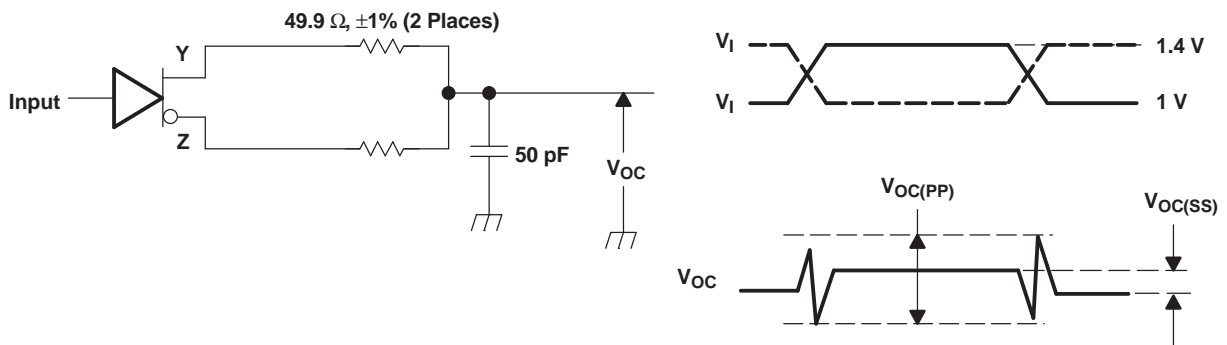 49.9 Ω, ±1% (2 Places)
Y
Input
Z
50 pF
VOC
VI
1.4 V
VI
1 V
VOC(PP)
VOC(SS)
VOC